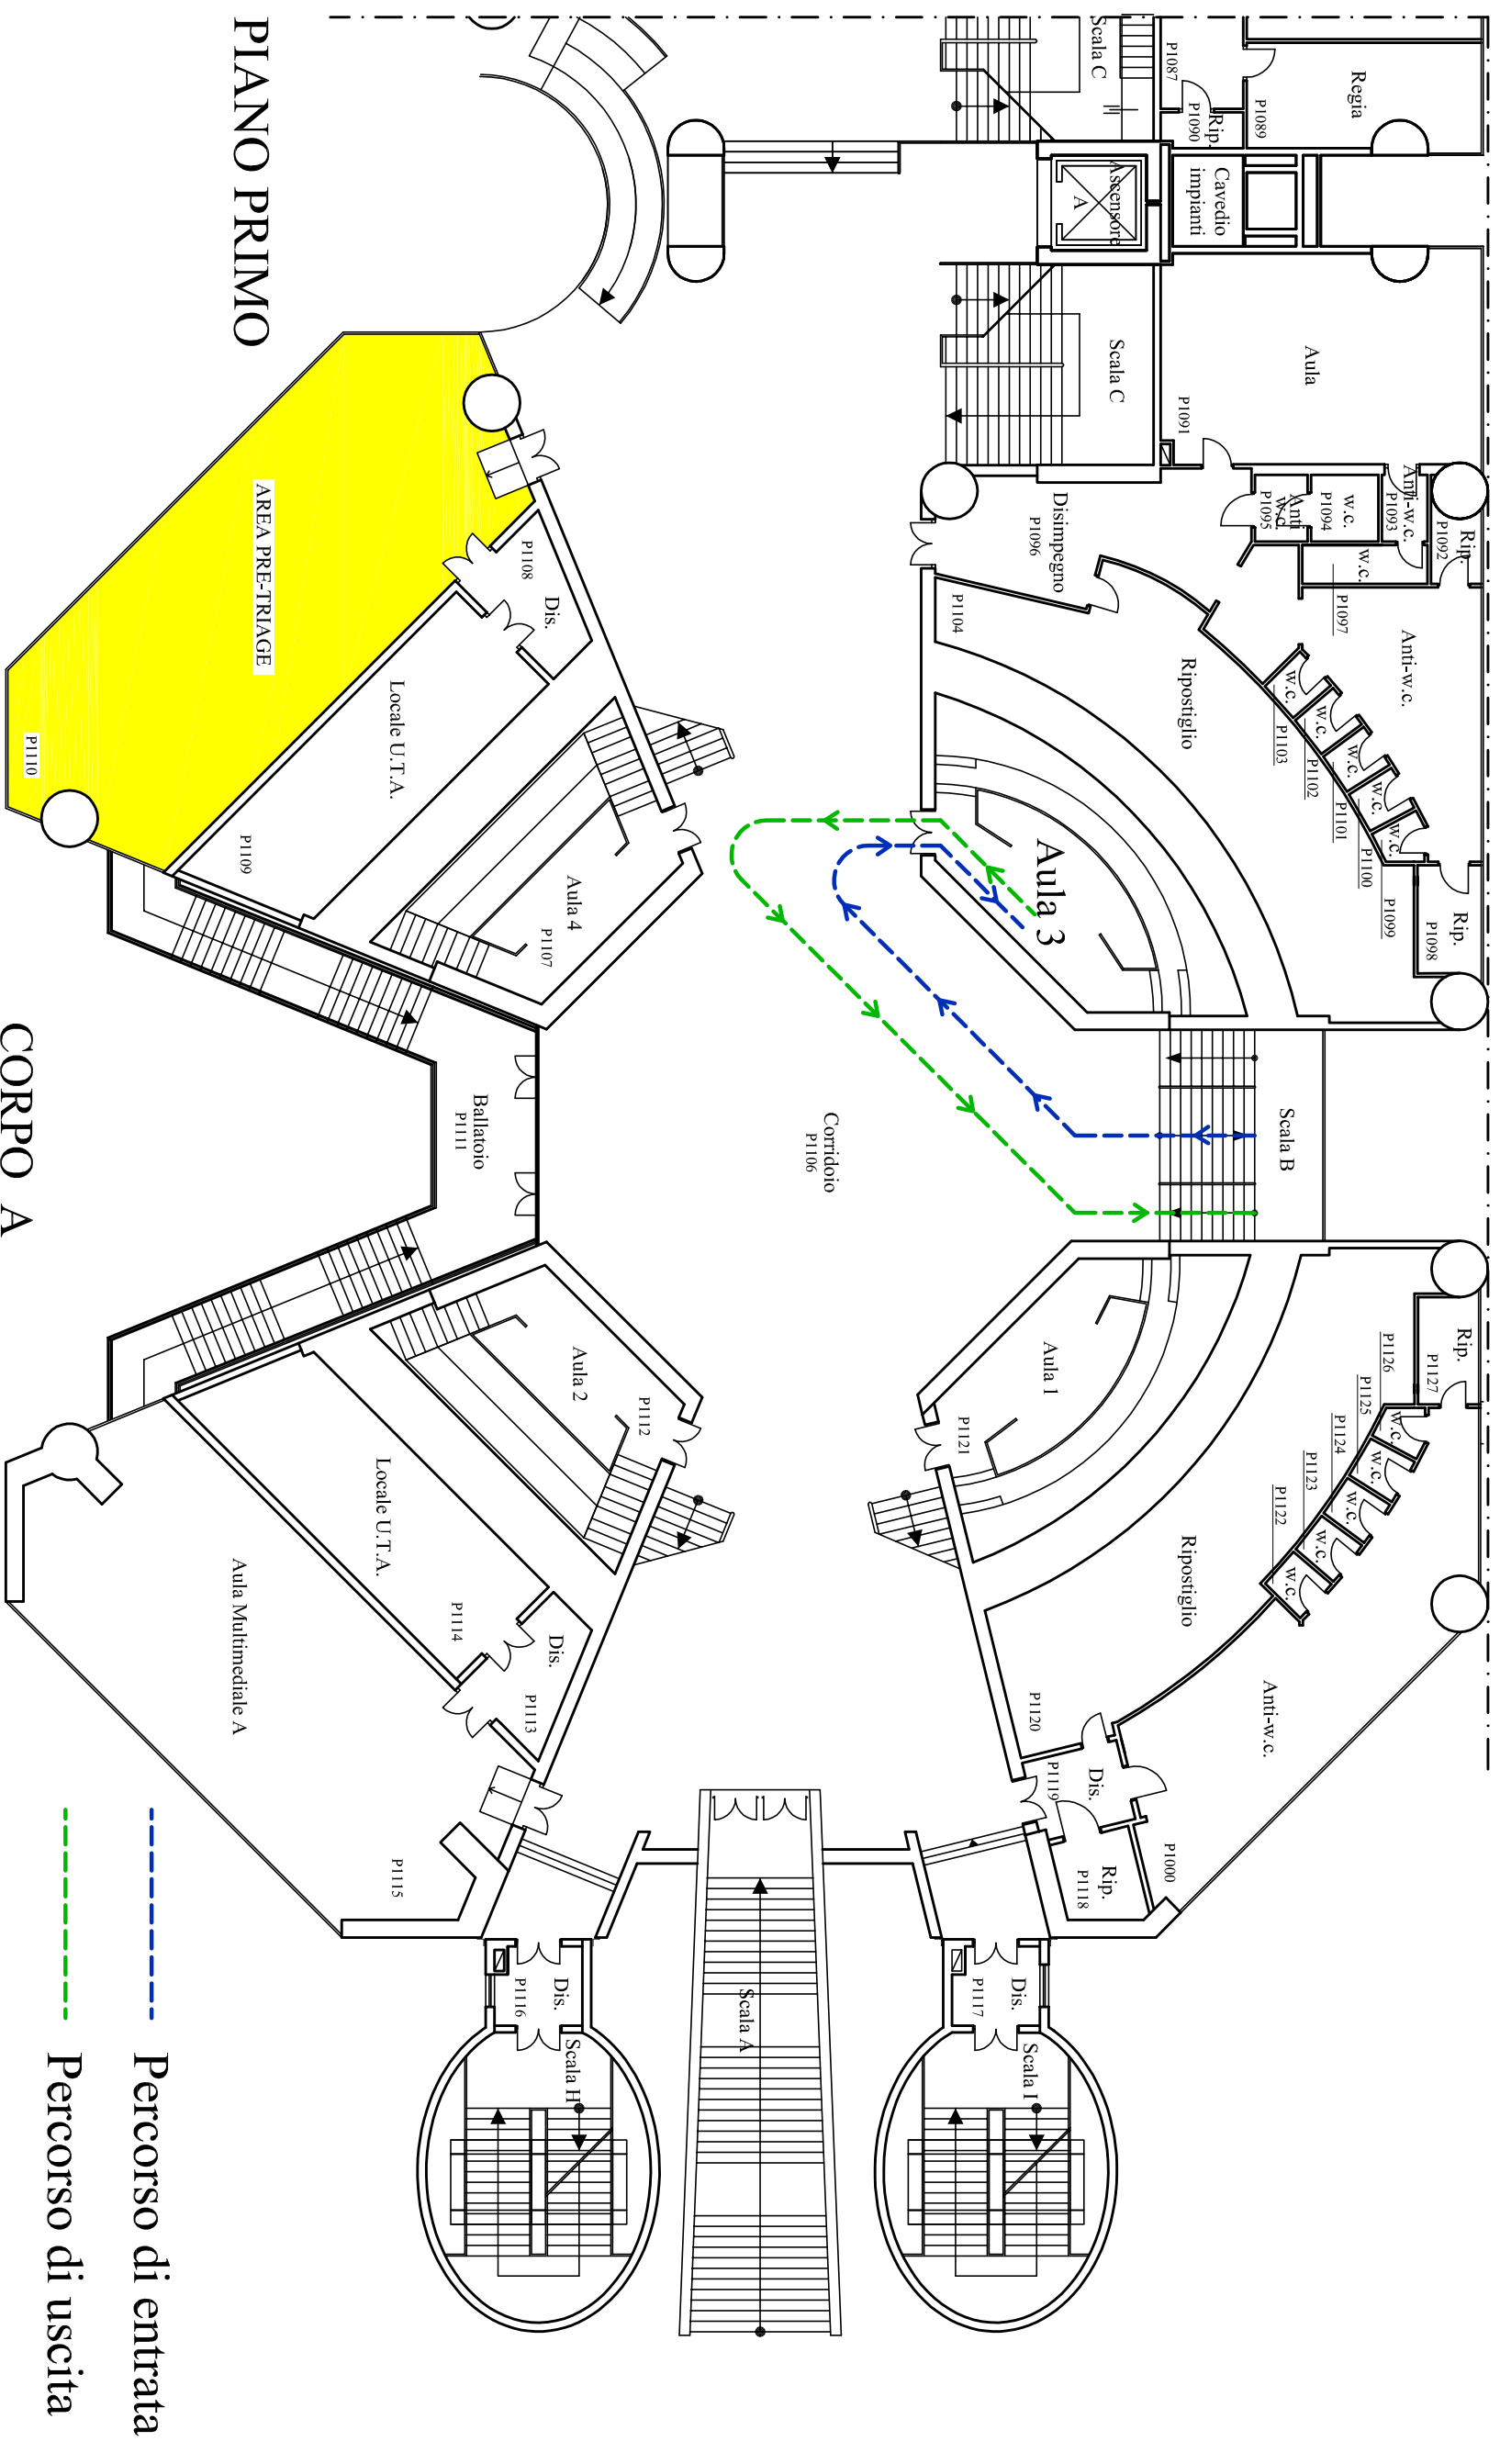 Regia
P1089
P1087
Rip.
P1090
Scala C
Cavedio
impianti
Ascensore
A
Aula
P1091
Scala C
Rip.
P1092
Anti-w.c.
P1093
w.c.
P1094
Anti
w.c.
P1095
w.c.
P1097
Anti-w.c.
Disimpegno
P1096
Ripostiglio
P1104
w.c.
P1103
w.c.
P1102
w.c.
P1101
w.c.
P1100
w.c.
P1099
Rip.
P1098
Aula 3
Scala B
Corridoio
P1106
Rip.
P1127
P1126
w.c.
P1125
w.c.
P1124
w.c.
P1123
w.c.
P1122
w.c.
Anti-w.c.
Ripostiglio
Aula 1
P1121
P1120
Dis.
P1119
P1000
Rip.
P1118
Dis.
P1117
Scala I
Scala A
Dis.
P1116
Scala H
Dis.
P1108
Locale U.T.A.
P1109
Aula 4
P1107
AREA PRE-TRIAGE
P1110
Ballatoio
P1111
Aula 2
P1112
Locale U.T.A.
P1114
Dis.
P1113
Aula Multimediale A
P1115
PIANO PRIMO
CORPO A
Percorso di entrata
Percorso di uscita